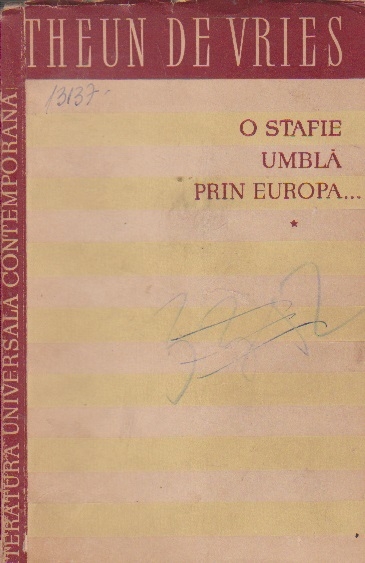 THEUN DE VRIES
13137
O STAFIE
UMBLĂ
PRIN EUROPA...
*
LITERATURA UNIVERSALĂ CONTEMPORANĂ